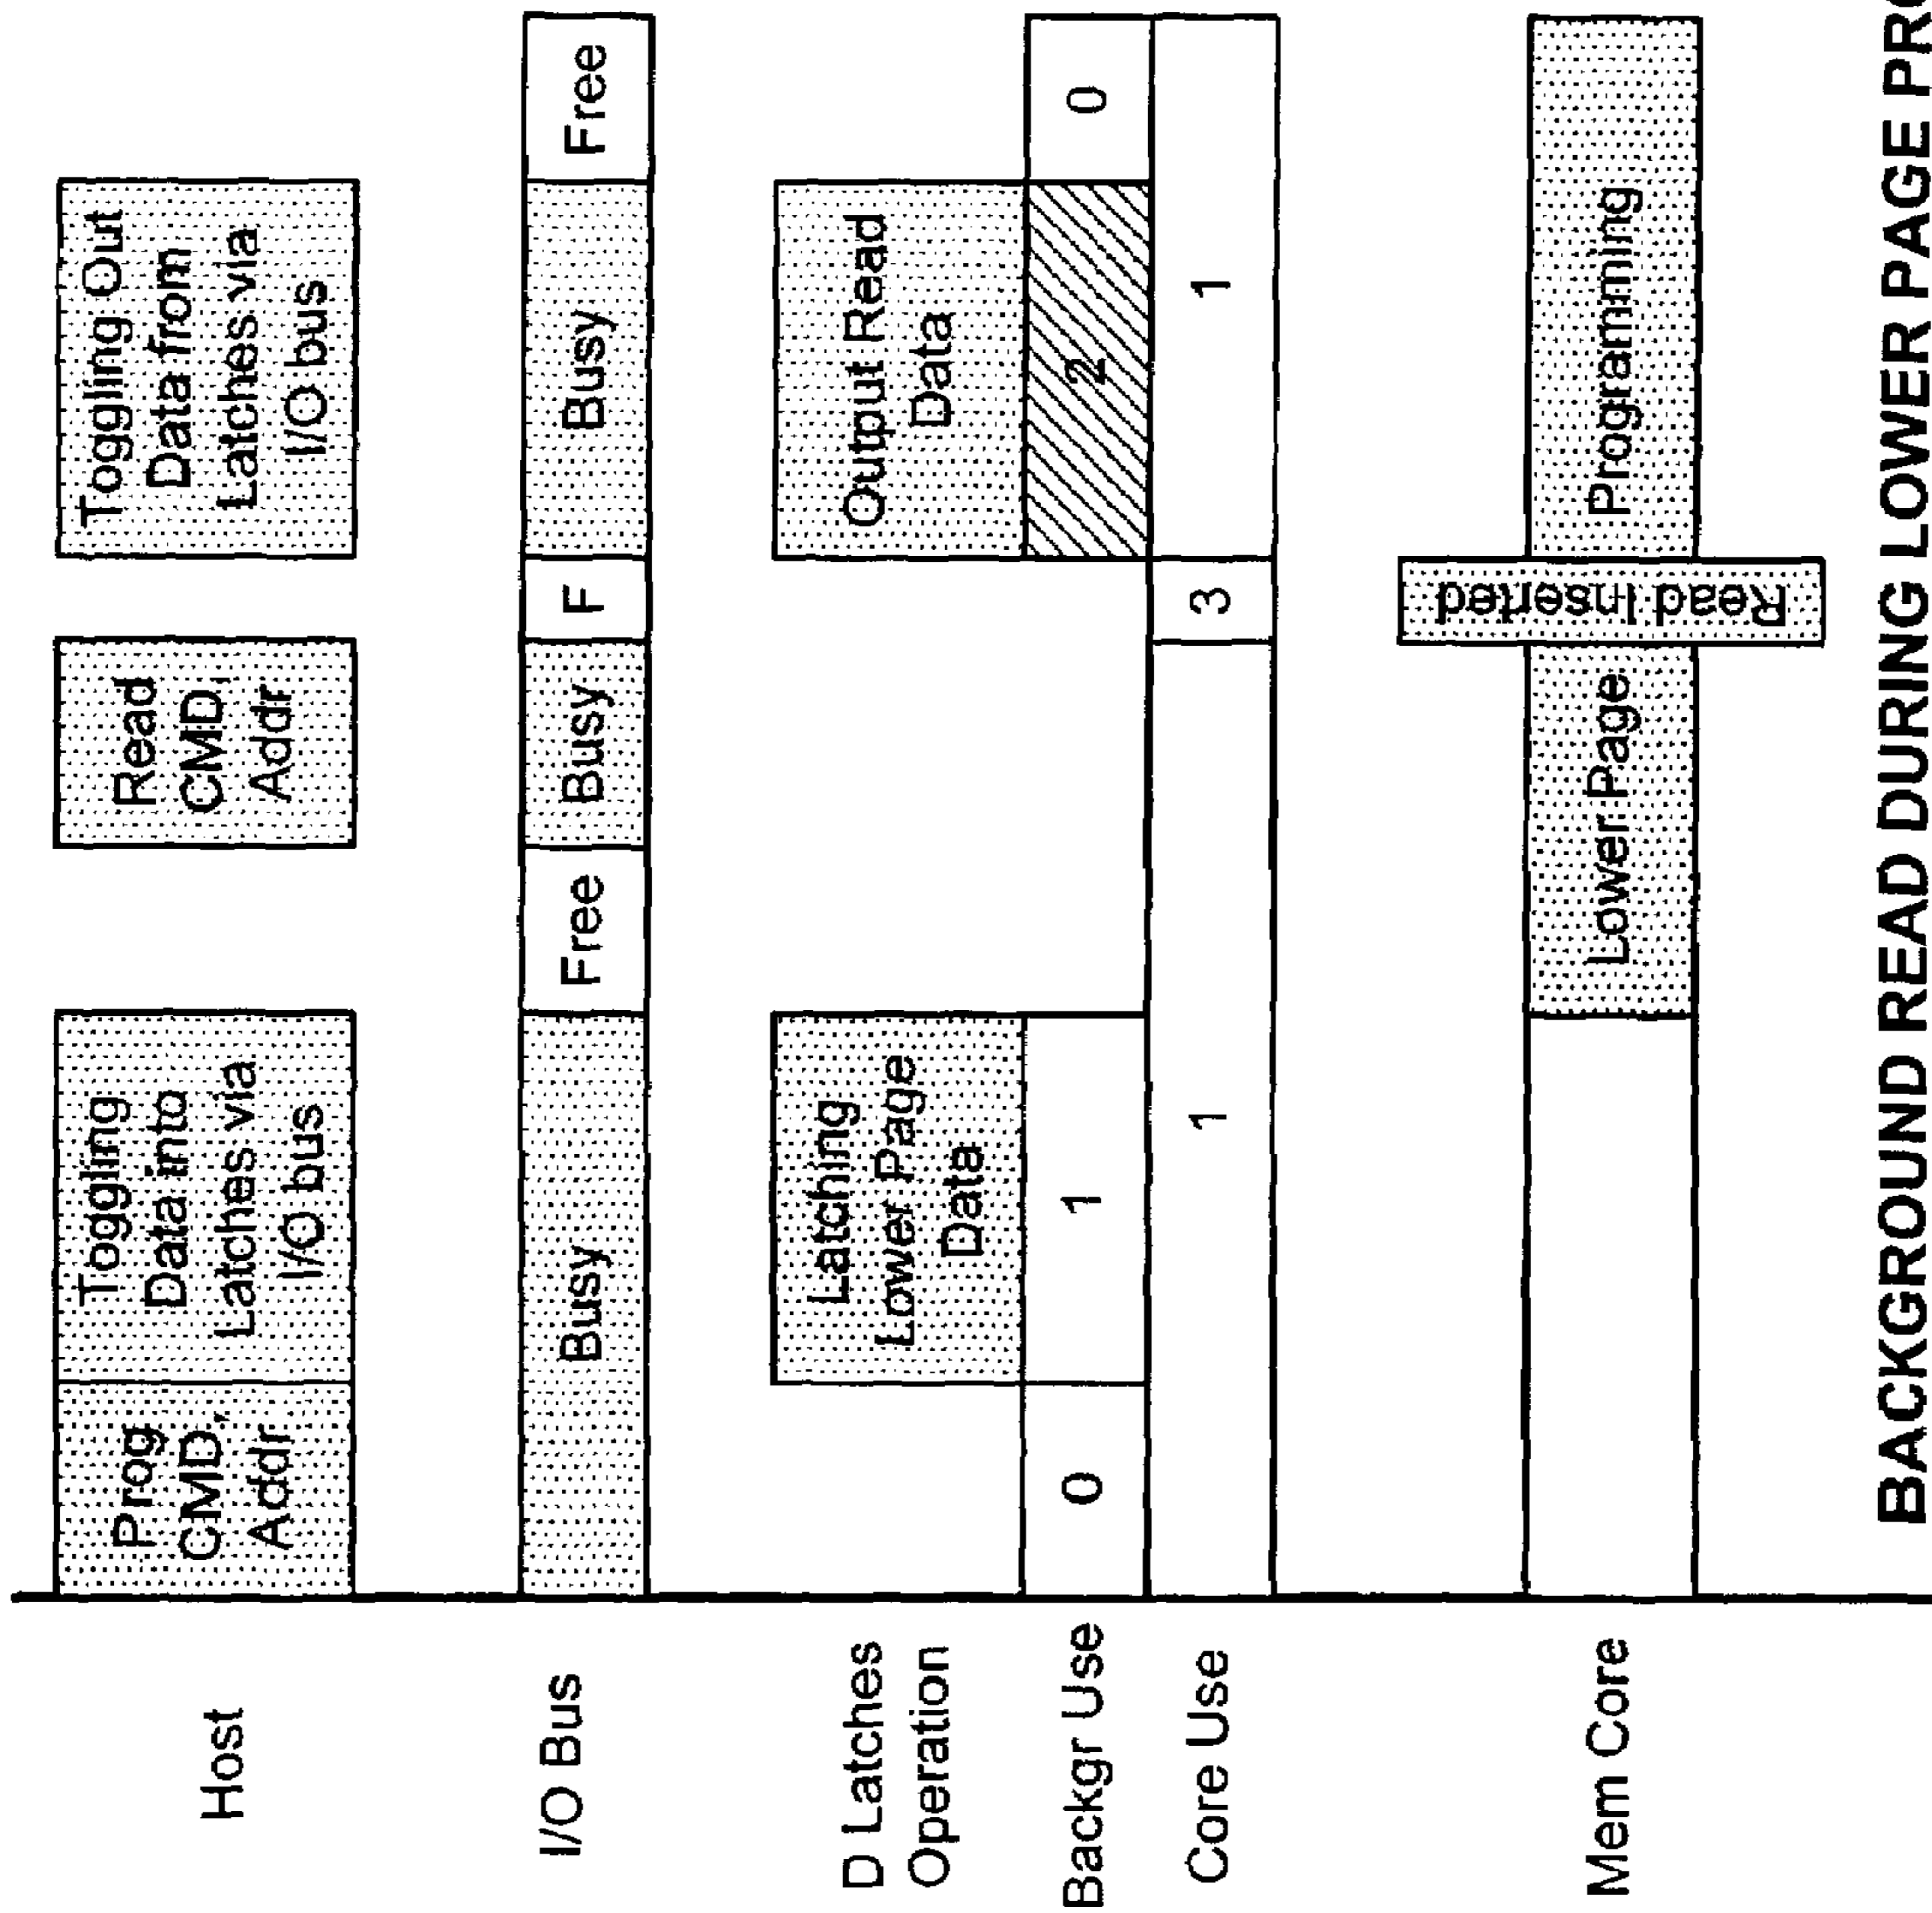 Host
Prog
CMD,
Addr
Toggling
Data into
Latches via
I/O bus
Read
CMD,
Addr
Toggling Out
Data from
Latches via
I/O bus
I/O Bus
Busy
Free
Busy
F
Busy
Free
D Latches
Operation
Latching
Lower Page
Data
Output Read
Data
Backgr Use
0
1
2
0
Core Use
1
3
1
Mem Core
Lower Page
Read Inserted
Programming
BACKGROUND READ DURING LOWER PAGE